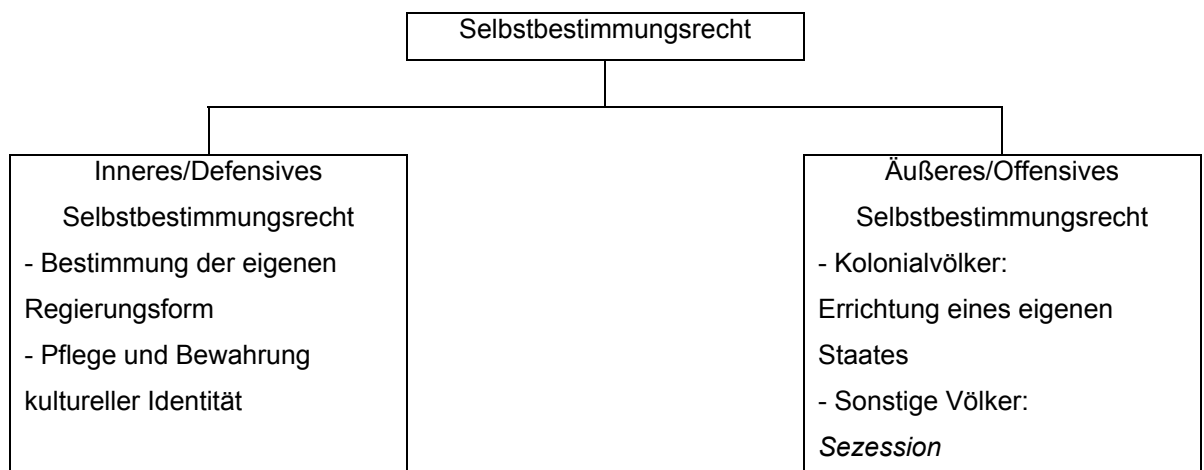 Selbstbestimmungsrecht
Inneres/Defensives
Selbstbestimmungsrecht
- Bestimmung der eigenen
Regierungsform
- Pflege und Bewahrung
kultureller Identität
Äußeres/Offensives
Selbstbestimmungsrecht
- Kolonialvölker:
Errichtung eines eigenen
Staates
- Sonstige Völker:
Sezession